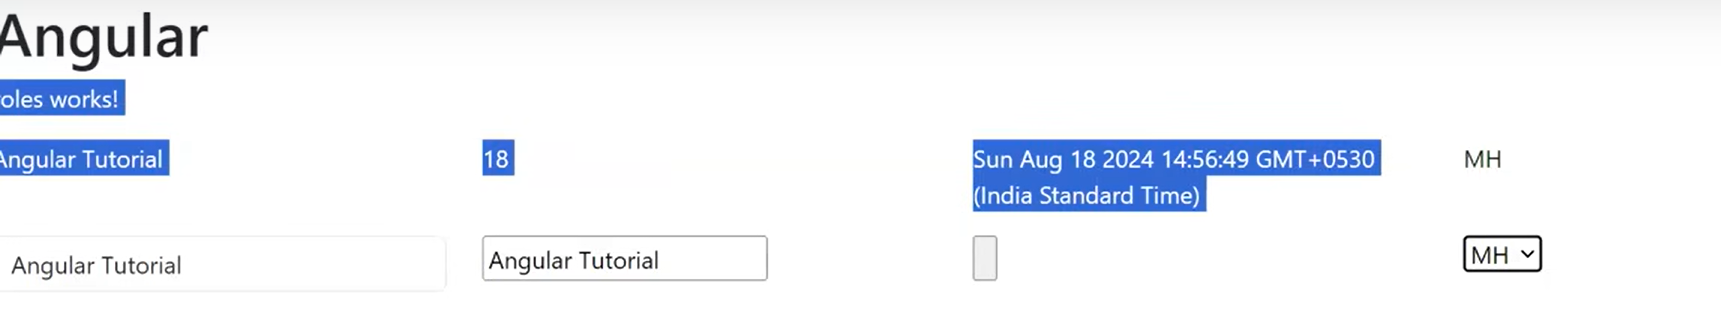 Angular
roles works!
Angular Tutorial 18 Sun Aug 18 2024 14:56:49 GMT+0530 MH
(India Standard Time)
Angular Tutorial Angular Tutorial MH